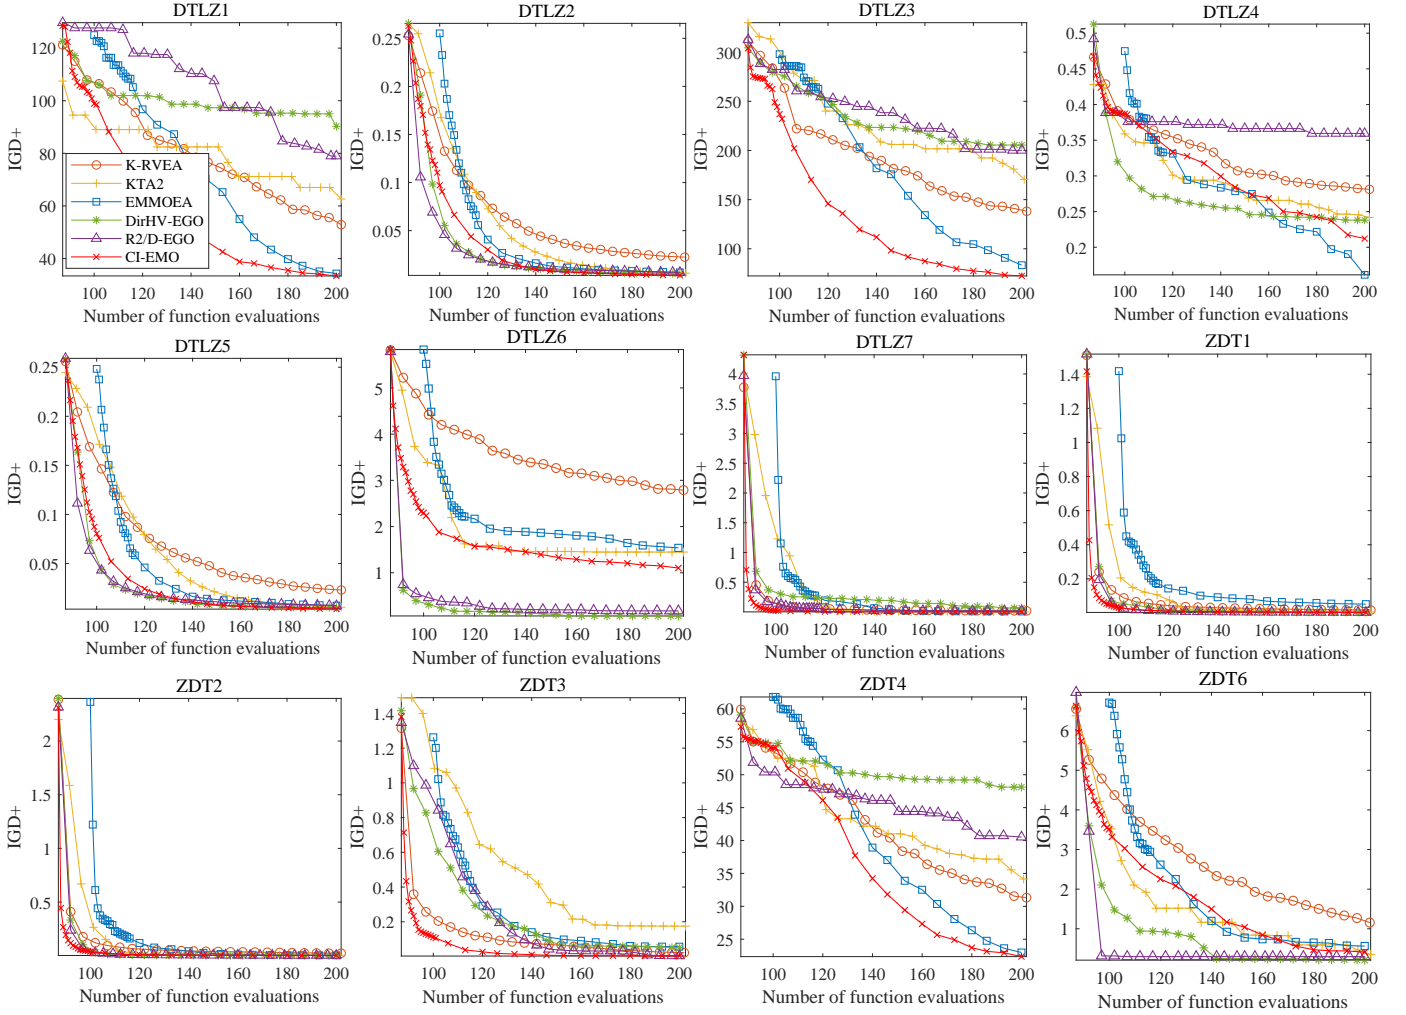 DTLZ1
IGD+
120
100
80
60
40
K-RVEA
KTA2
EMMOEA
DirHV-EGO
R2/D-EGO
CI-EMO
100 120 140 160 180 200
Number of function evaluations
DTLZ2
IGD+
0.25
0.2
0.15
0.1
0.05
100 120 140 160 180 200
Number of function evaluations
DTLZ3
IGD+
300
250
200
150
100
100 120 140 160 180 200
Number of function evaluations
DTLZ4
IGD+
0.5
0.45
0.4
0.35
0.3
0.25
0.2
100 120 140 160 180 200
Number of function evaluations
DTLZ5
IGD+
0.25
0.2
0.15
0.1
0.05
100 120 140 160 180 200
Number of function evaluations
DTLZ6
IGD+
5
4
3
2
1
100 120 140 160 180 200
Number of function evaluations
DTLZ7
IGD+
4
3.5
3
2.5
2
1.5
1
0.5
100 120 140 160 180 200
Number of function evaluations
ZDT1
IGD+
1.4
1.2
1
0.8
0.6
0.4
0.2
100 120 140 160 180 200
Number of function evaluations
ZDT2
IGD+
2
1.5
1
0.5
100 120 140 160 180 200
Number of function evaluations
ZDT3
IGD+
1.4
1.2
1
0.8
0.6
0.4
0.2
100 120 140 160 180 200
Number of function evaluations
ZDT4
IGD+
60
55
50
45
40
35
30
25
100 120 140 160 180 200
Number of function evaluations
ZDT6
IGD+
6
5
4
3
2
1
100 120 140 160 180 200
Number of function evaluations